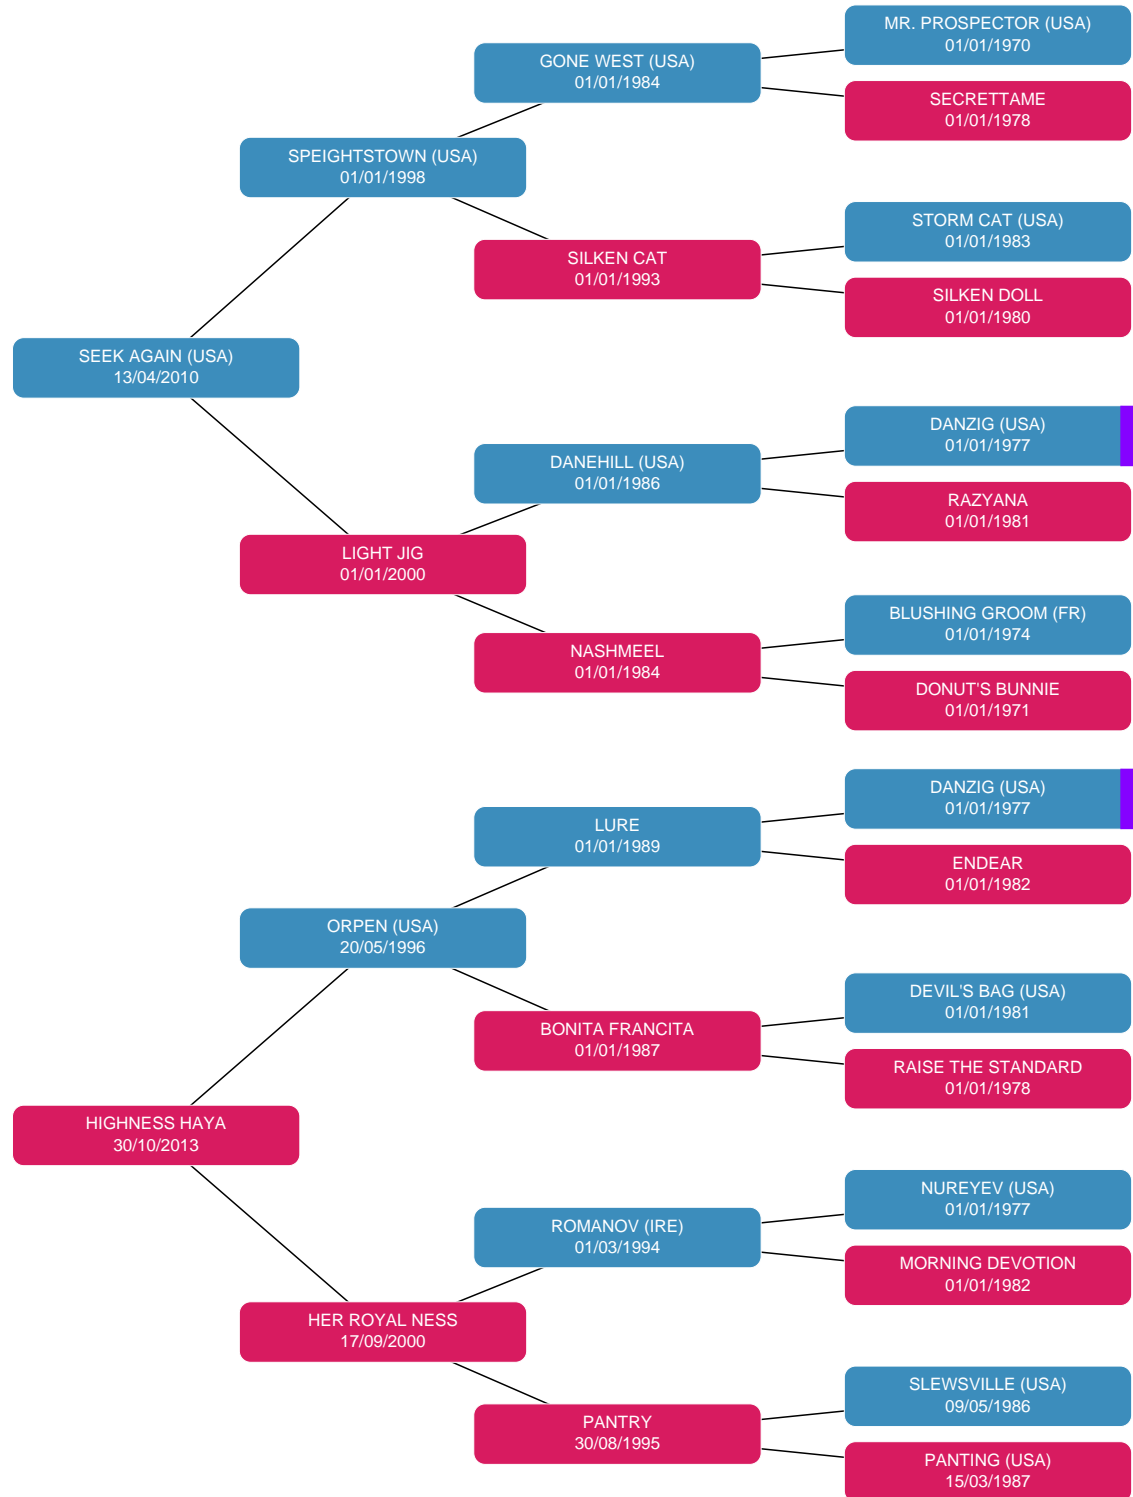 MR. PROSPECTOR (USA)
01/01/1970
GONE WEST (USA)
01/01/1984
SECRETTAME
01/01/1978
SPEIGHTSTOWN (USA)
01/01/1998
STORM CAT (USA)
01/01/1983
SILKEN CAT
01/01/1993
SILKEN DOLL
01/01/1980
SEEK AGAIN (USA)
13/04/2010
DANZIG (USA)
01/01/1977
DANEHILL (USA)
01/01/1986
RAZYANA
01/01/1981
LIGHT JIG
01/01/2000
BLUSHING GROOM (FR)
01/01/1974
NASHMEEL
01/01/1984
DONUT'S BUNNIE
01/01/1971
DANZIG (USA)
01/01/1977
LURE
01/01/1989
ENDEAR
01/01/1982
ORPEN (USA)
20/05/1996
DEVIL'S BAG (USA)
01/01/1981
BONITA FRANCITA
01/01/1987
RAISE THE STANDARD
01/01/1978
HIGHNESS HAYA
30/10/2013
NUREYEV (USA)
01/01/1977
ROMANOV (IRE)
01/03/1994
MORNING DEVOTION
01/01/1982
HER ROYAL NESS
17/09/2000
SLEWSVILLE (USA)
09/05/1986
PANTRY
30/08/1995
PANTING (USA)
15/03/1987